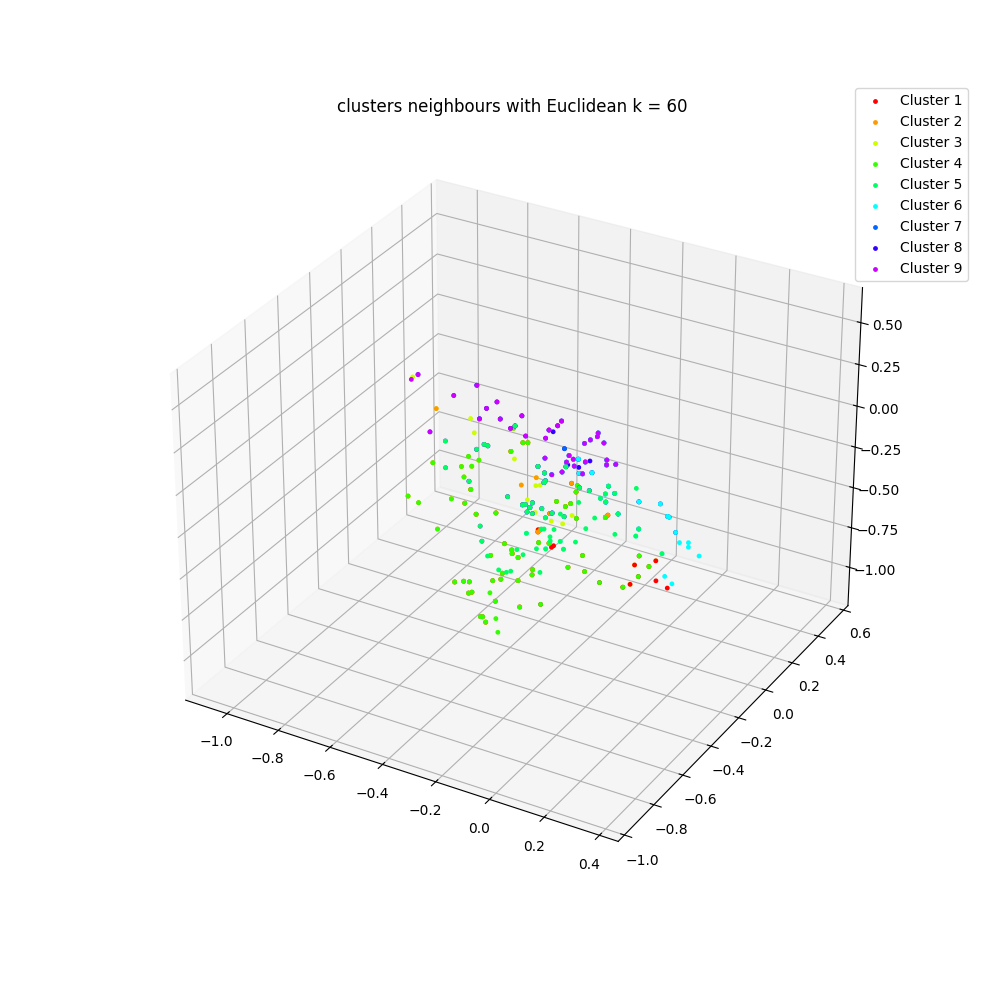 clusters neighbours with Euclidean k = 60
Cluster 1
Cluster 2
Cluster 3
Cluster 4
Cluster 5
Cluster 6
Cluster 7
Cluster 8
Cluster 9
0.50
0.25
0.00
−0.25
−0.50
−0.75
−1.00
0.6
0.4
0.2
0.0
−0.2
−0.4
−0.6
−0.8
−1.0
−1.0
−0.8
−0.6
−0.4
−0.2
0.0
0.2
0.4